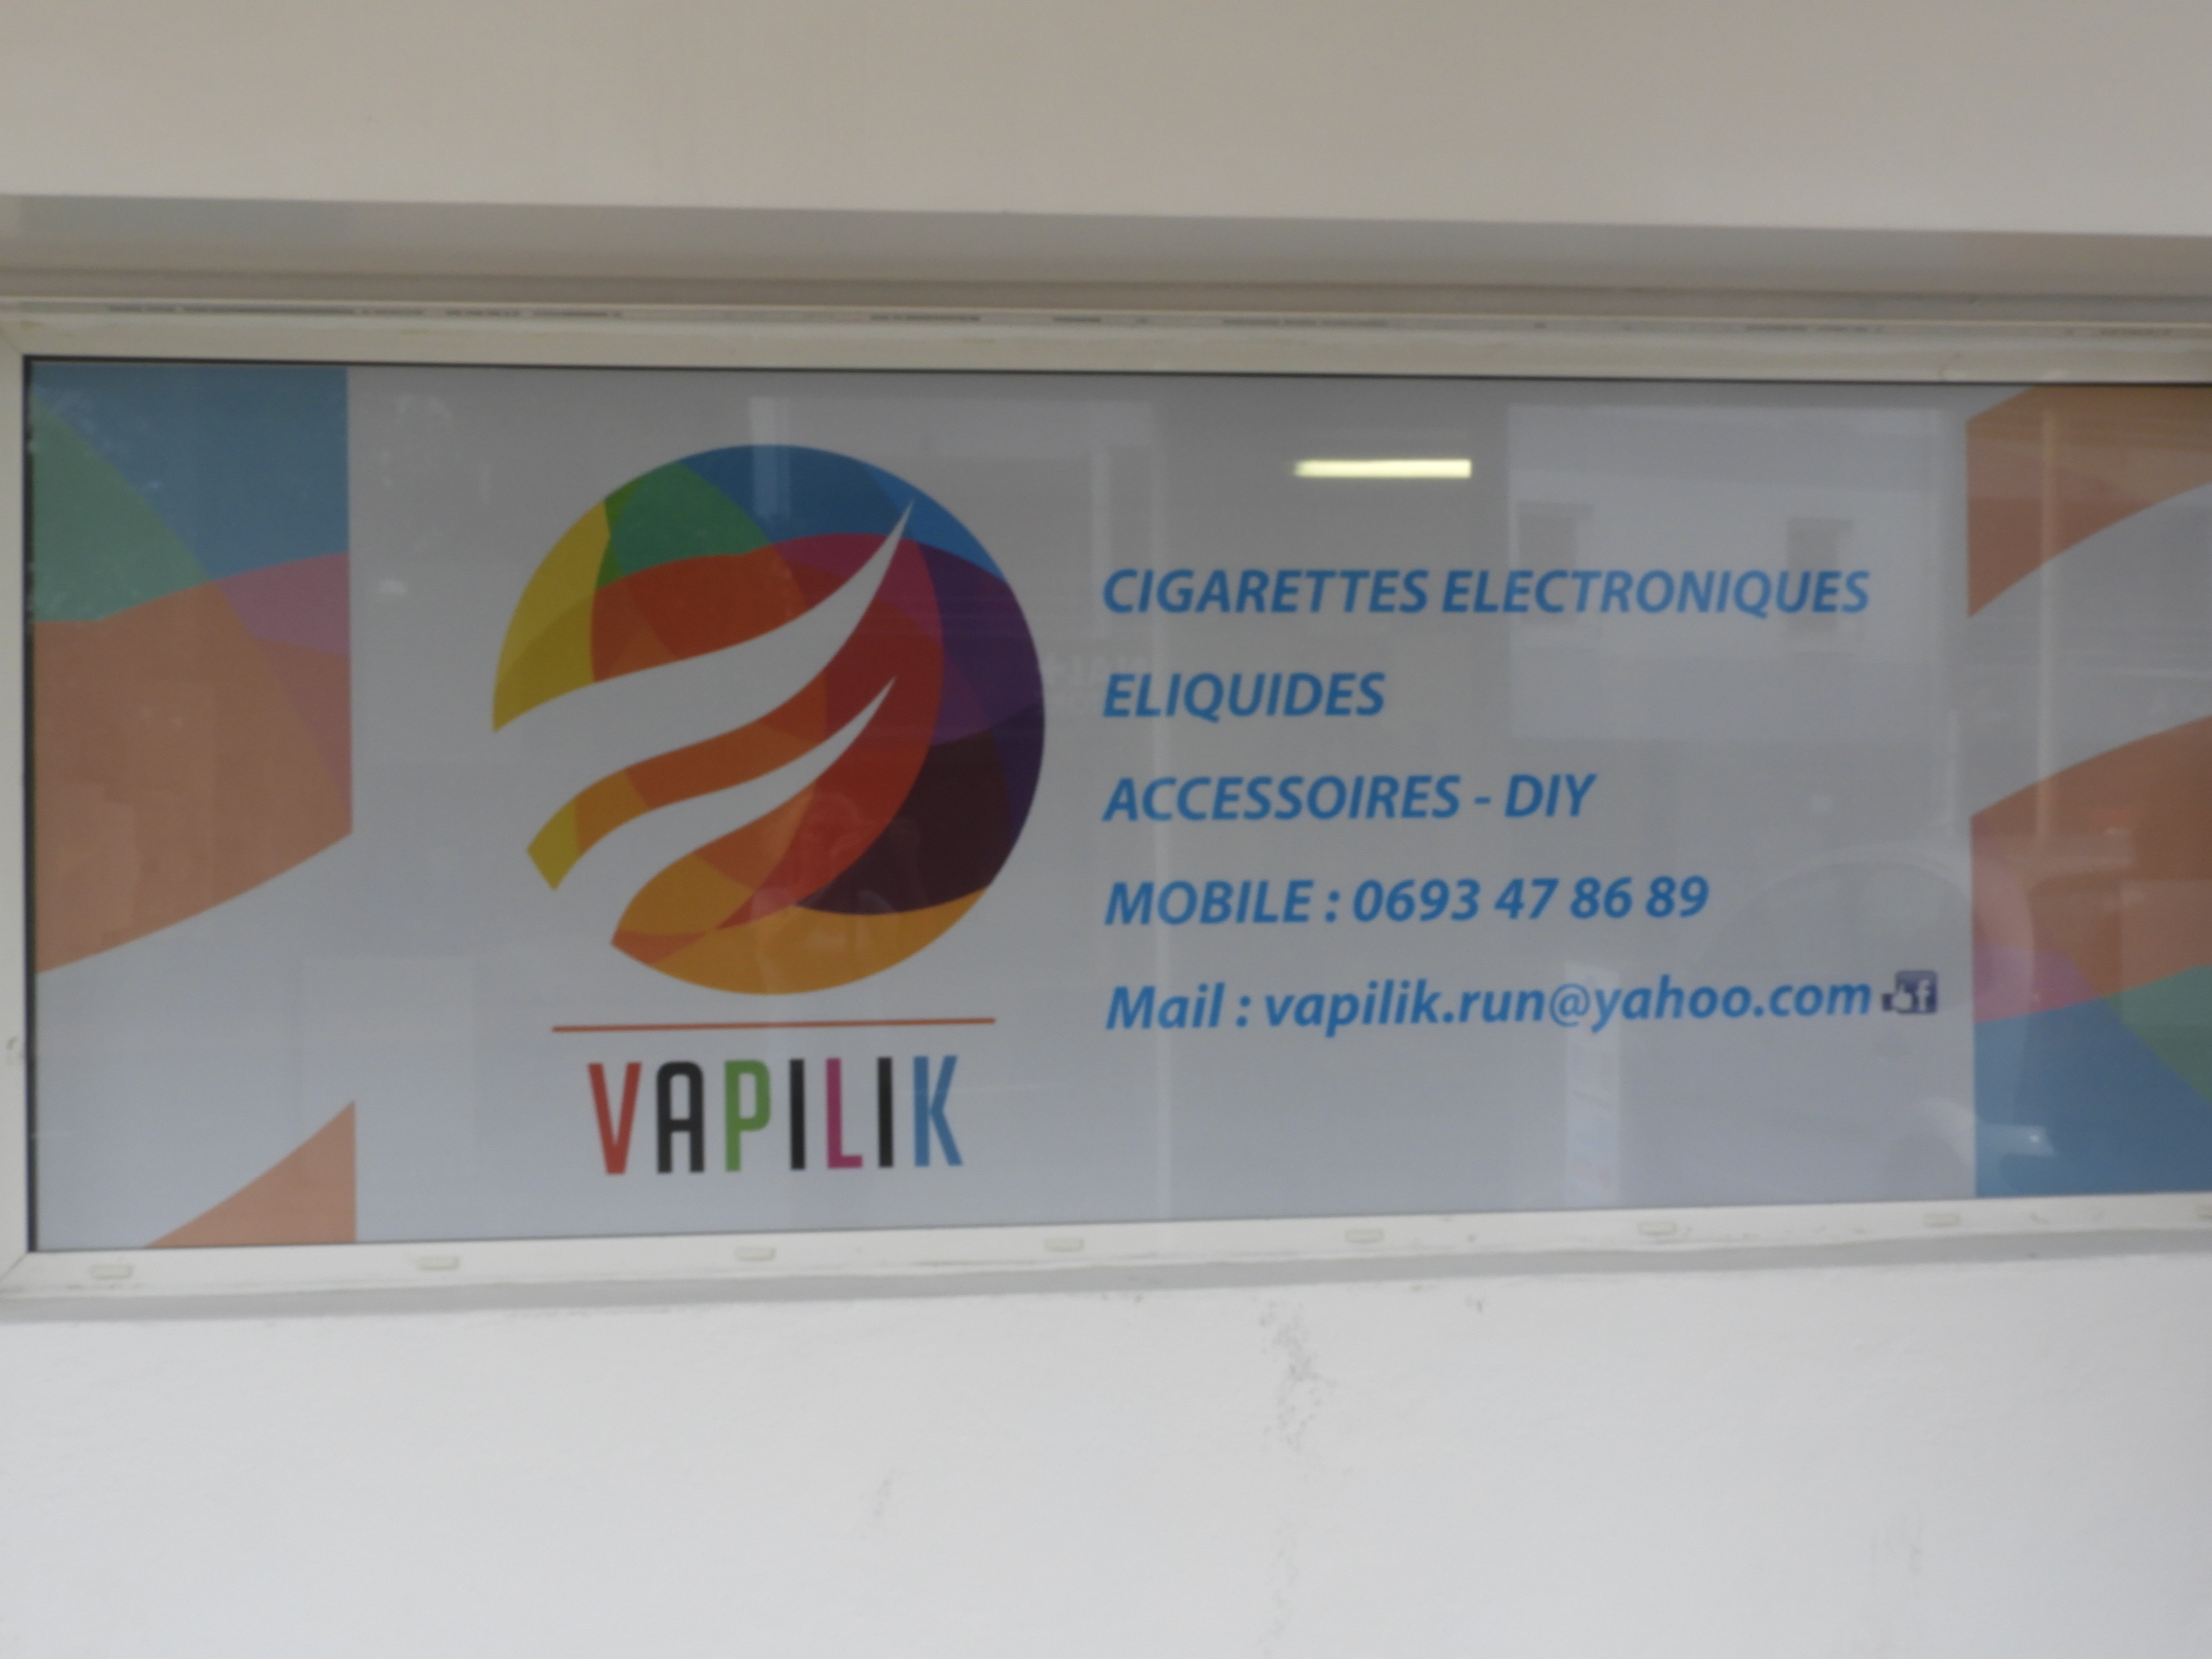 VAPILIK
CIGARETTES ELECTRONIQUES
ELIQUIDES
ACCESSOIRES - DIY
MOBILE : 0693 47 86 89
Mail : vapilik.run@yahoo.com f